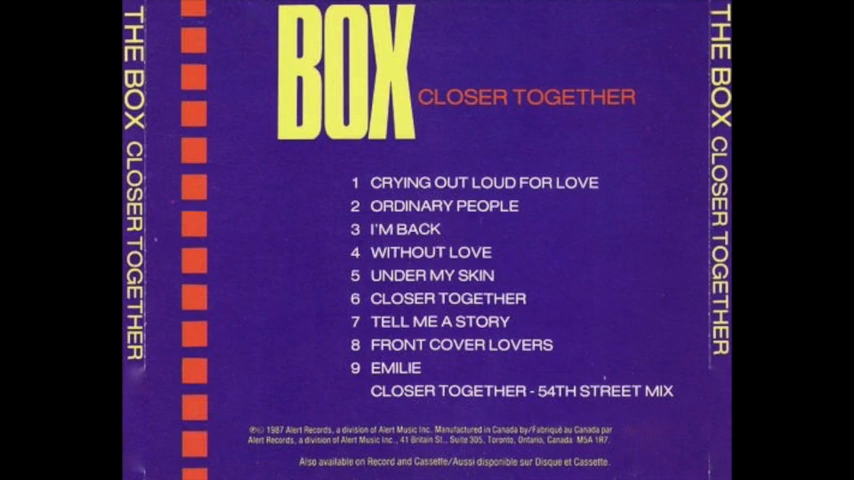 THE BOX CLOSER TOGETHER
BOX
CLOSER TOGETHER
1 CRYING OUT LOUD FOR LOVE
2 ORDINARY PEOPLE
3 I'M BACK
4 WITHOUT LOVE
5 UNDER MY SKIN
6 CLOSER TOGETHER
7 TELL ME A STORY
8 FRONT COVER LOVERS
9 EMILIE
CLOSER TOGETHER - 54TH STREET MIX
℗© 1987 Alert Records, a division of Alert Music Inc. Manufactured in Canada by/Fabriqué au Canada par
Alert Records, a division of Alert Music Inc., 41 Britain St., Suite 305, Toronto, Ontario, Canada M5A 1R7.
Also available on Record and Cassette/Aussi disponible sur Disque et Cassette.
THE BOX CLOSER TOGETHER